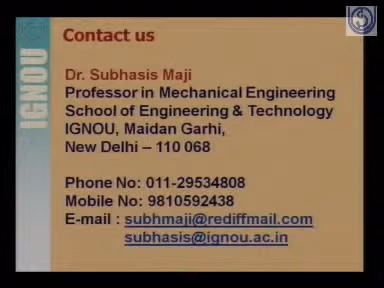 IGNOU
Contact us
Dr. Subhasis Maji
Professor in Mechanical Engineering
School of Engineering & Technology
IGNOU, Maidan Garhi,
New Delhi – 110 068
Phone No: 011-29534808
Mobile No: 9810592438
E-mail : subhmaji@rediffmail.com
subhasis@ignou.ac.in